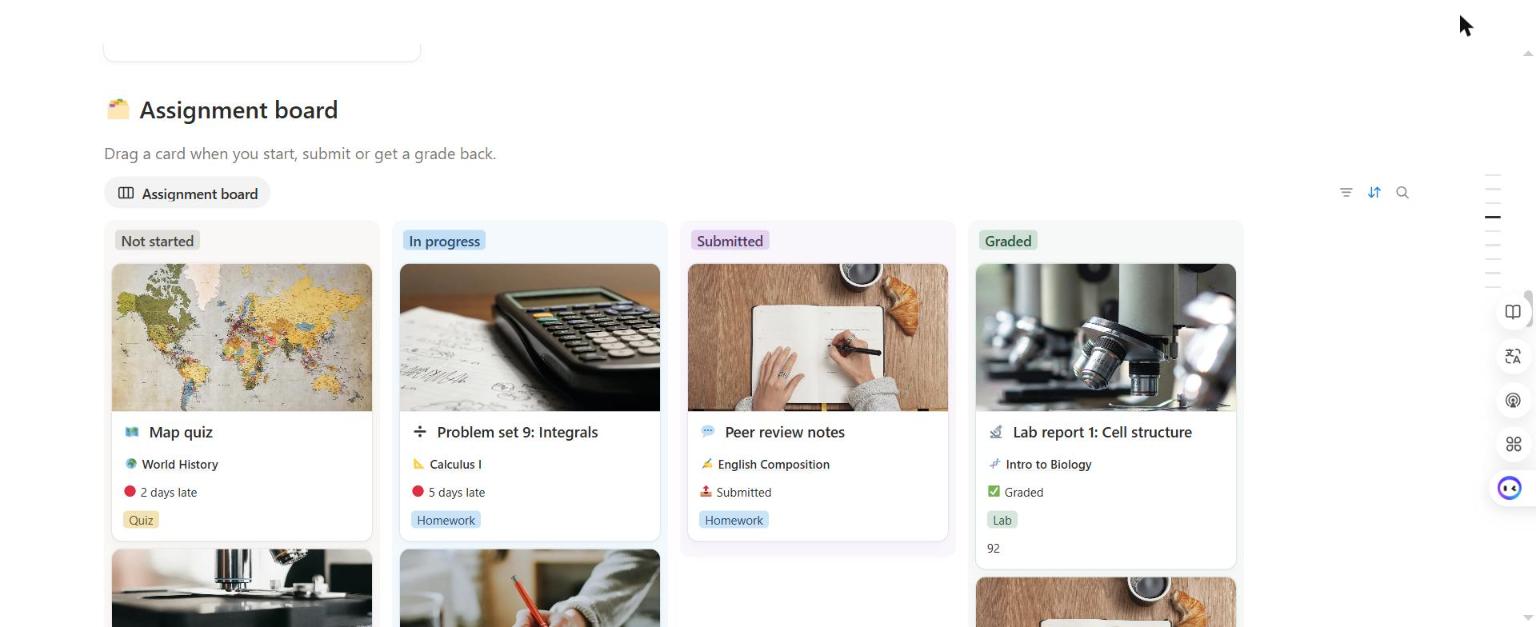 Assignment board
Drag a card when you start, submit or get a grade back.
Assignment board
Not started
Map quiz
World History
2 days late
Quiz
In progress
Problem set 9: Integrals
Calculus I
5 days late
Homework
Submitted
Peer review notes
English Composition
Submitted
Homework
Graded
Lab report 1: Cell structure
Intro to Biology
Graded
Lab
92